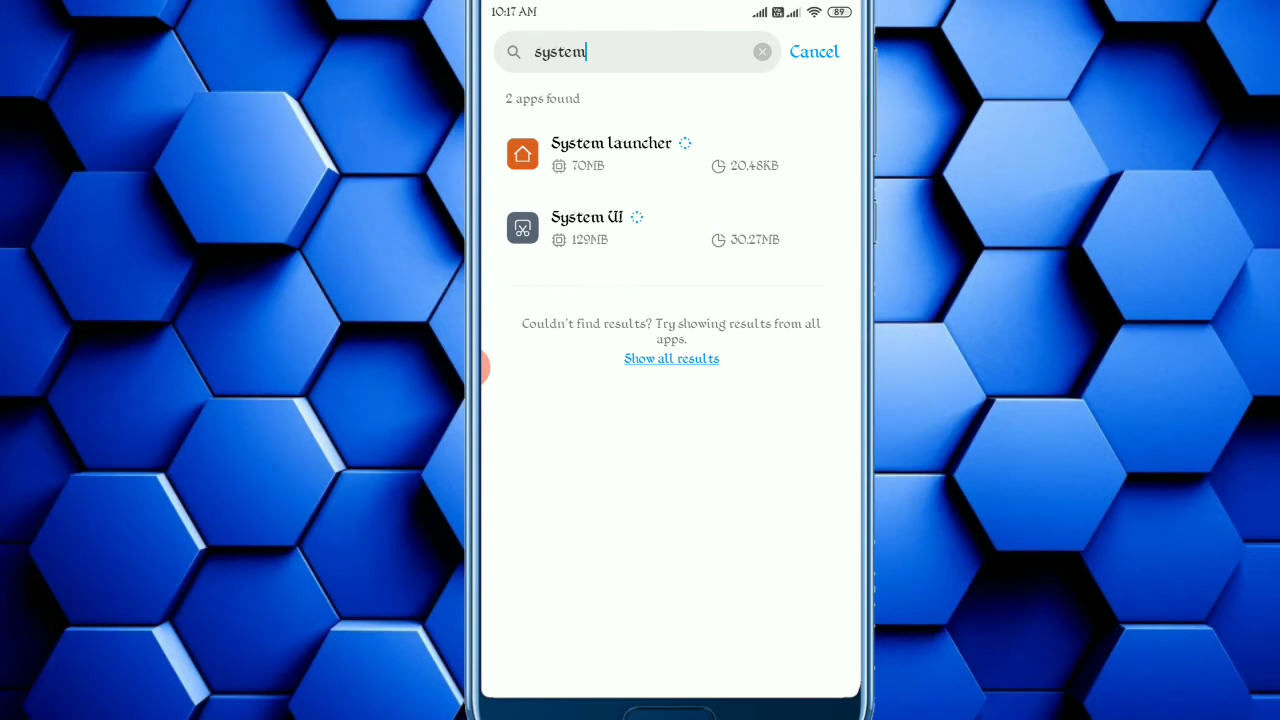 10:17 AM
89
system
Cancel
2 apps found
System launcher
70MB 20.48KB
System UI
129MB 30.27MB
Couldn't find results? Try showing results from all
apps.
Show all results